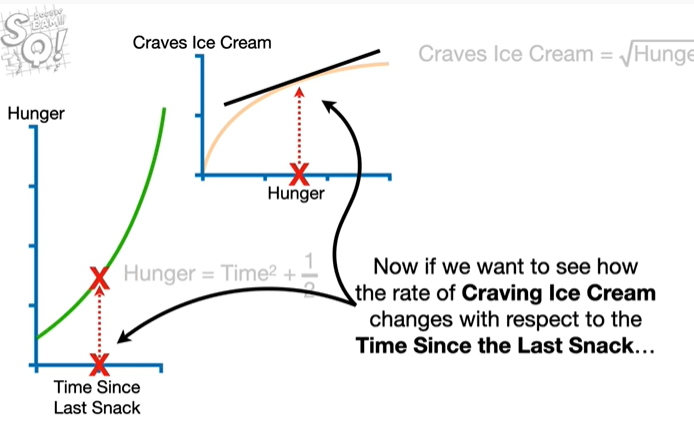 SQ!
Craves Ice Cream
Craves Ice Cream = √Hunge
Hunger
Hunger
Hunger = Time² + 1/2
Now if we want to see how
the rate of Craving Ice Cream
changes with respect to the
Time Since the Last Snack...
Time Since
Last Snack